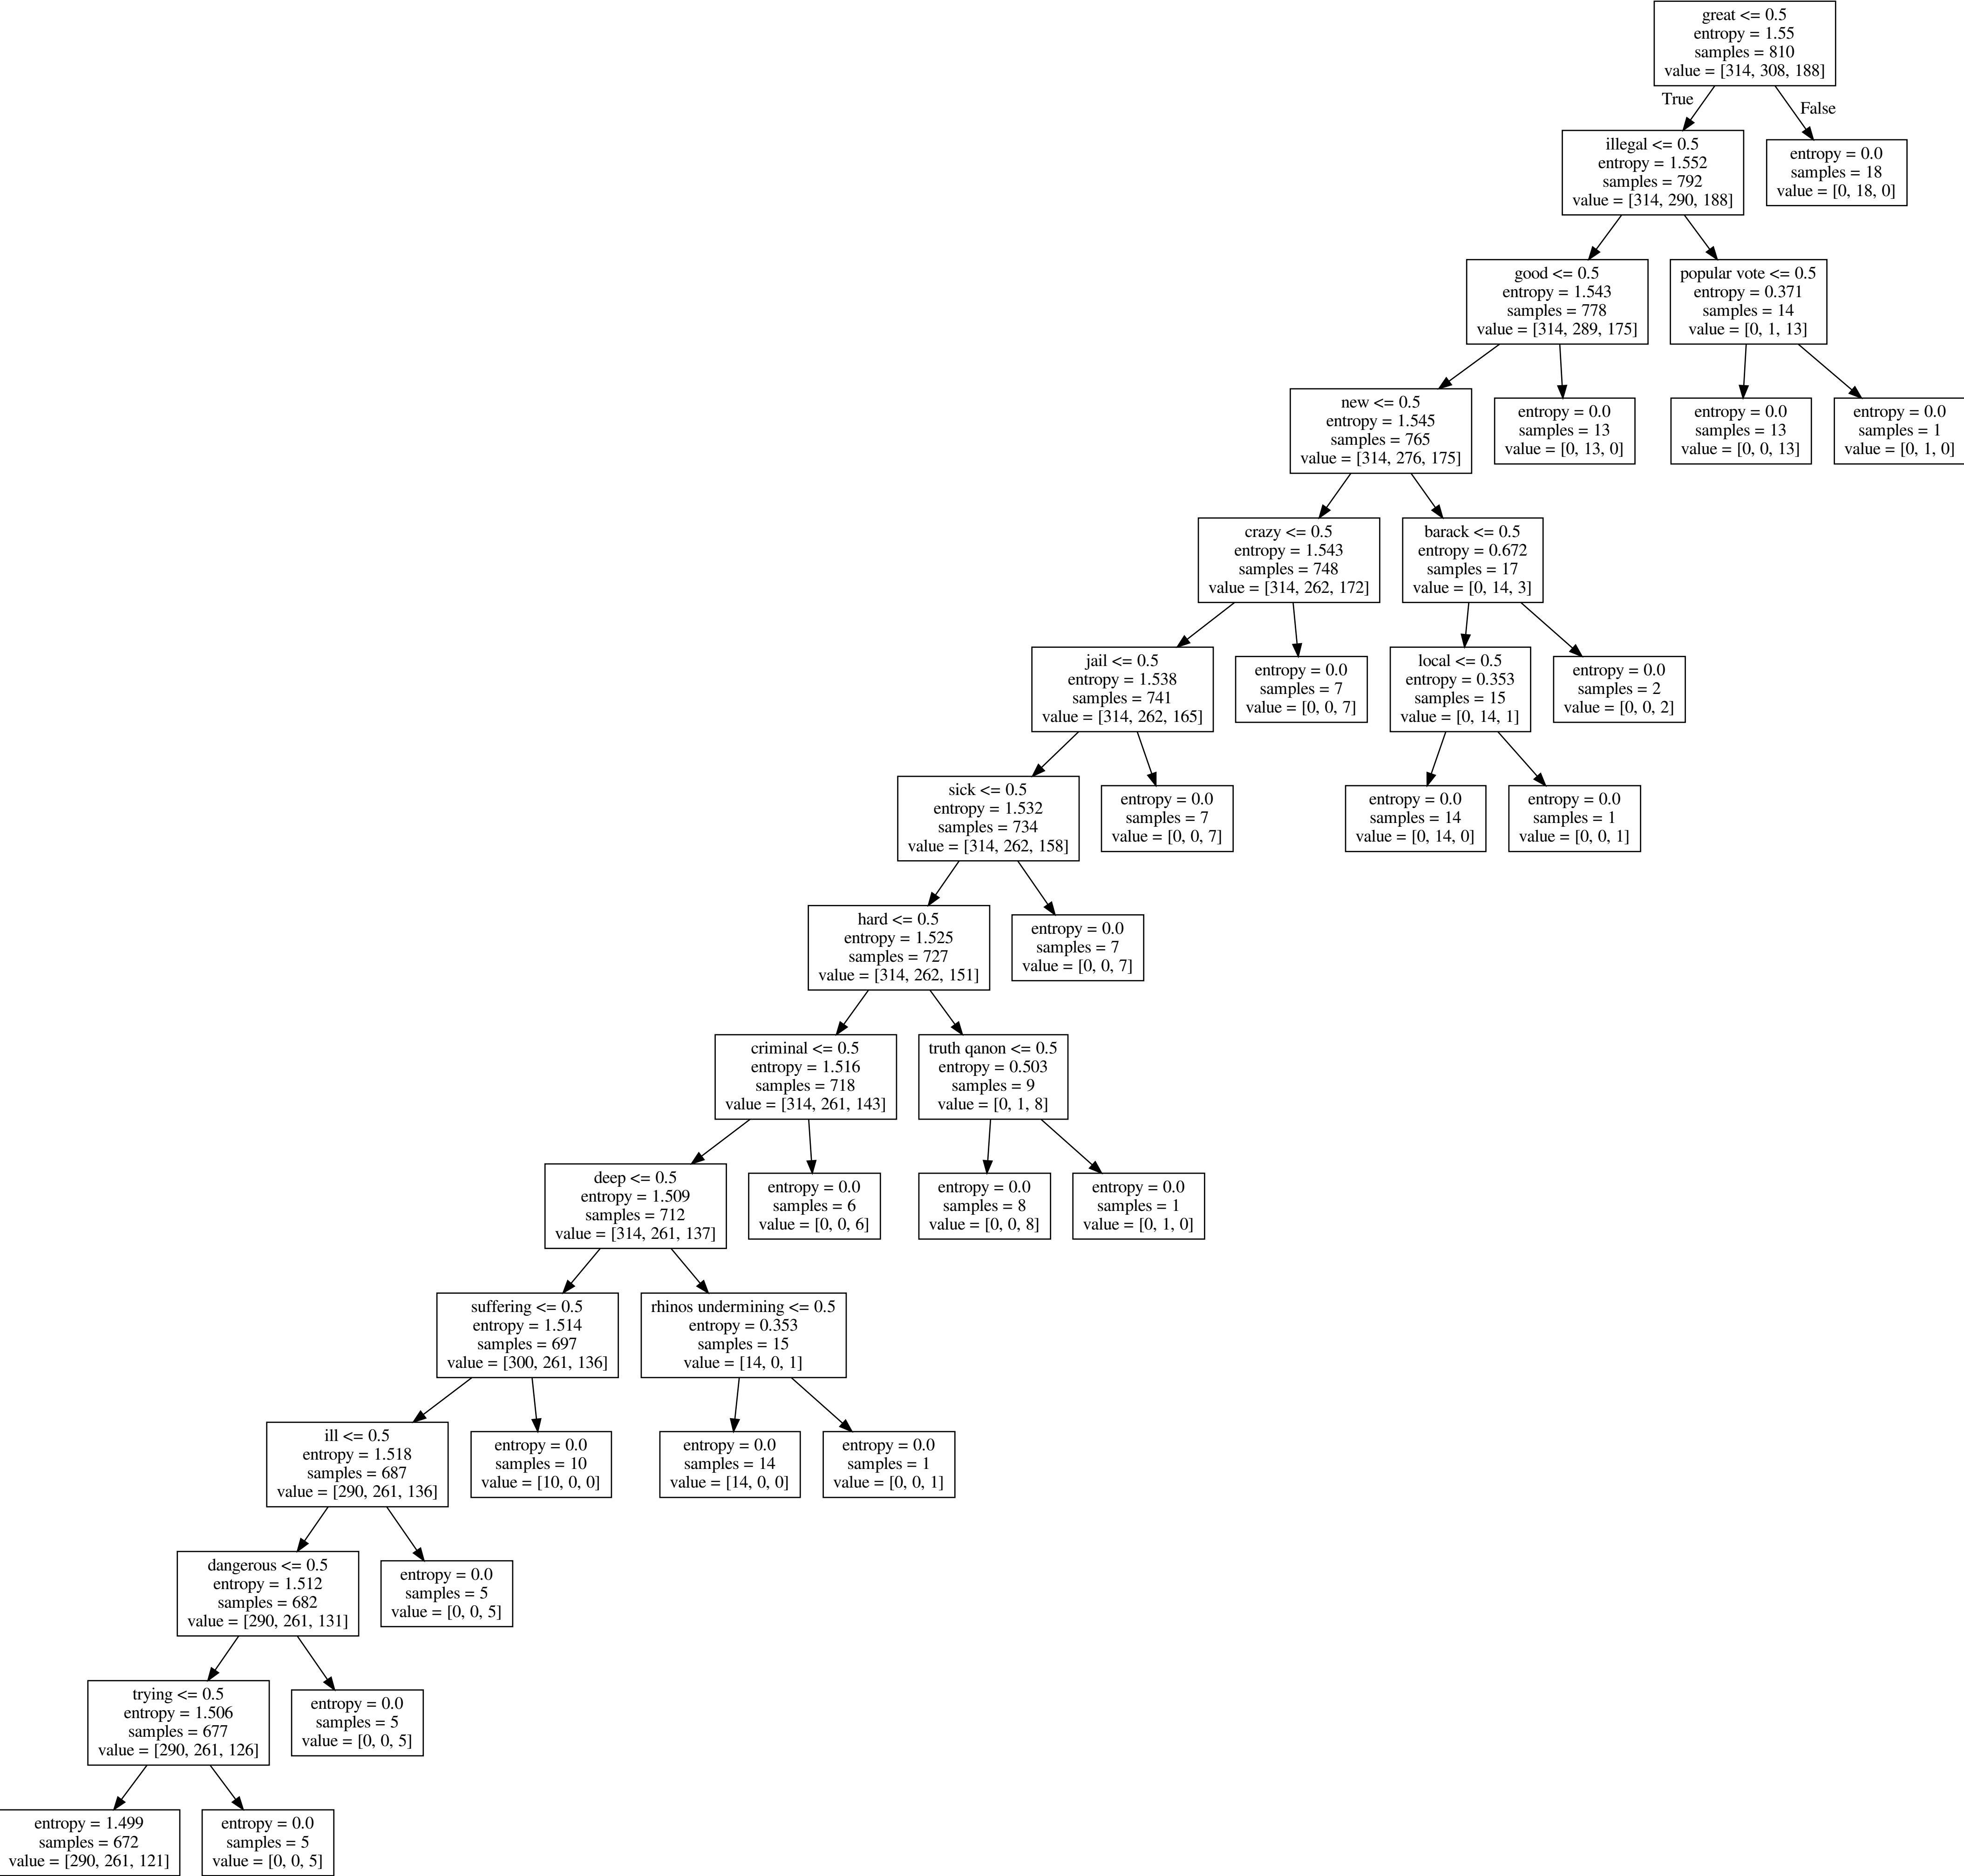 great <= 0.5
entropy = 1.55
samples = 810
value = [314, 308, 188]
True
False
illegal <= 0.5
entropy = 1.552
samples = 792
value = [314, 290, 188]
entropy = 0.0
samples = 18
value = [0, 18, 0]
good <= 0.5
entropy = 1.543
samples = 778
value = [314, 289, 175]
popular vote <= 0.5
entropy = 0.371
samples = 14
value = [0, 1, 13]
new <= 0.5
entropy = 1.545
samples = 765
value = [314, 276, 175]
entropy = 0.0
samples = 13
value = [0, 13, 0]
entropy = 0.0
samples = 13
value = [0, 0, 13]
entropy = 0.0
samples = 1
value = [0, 1, 0]
crazy <= 0.5
entropy = 1.543
samples = 748
value = [314, 262, 172]
barack <= 0.5
entropy = 0.672
samples = 17
value = [0, 14, 3]
jail <= 0.5
entropy = 1.538
samples = 741
value = [314, 262, 165]
entropy = 0.0
samples = 7
value = [0, 0, 7]
local <= 0.5
entropy = 0.353
samples = 15
value = [0, 14, 1]
entropy = 0.0
samples = 2
value = [0, 0, 2]
sick <= 0.5
entropy = 1.532
samples = 734
value = [314, 262, 158]
entropy = 0.0
samples = 7
value = [0, 0, 7]
entropy = 0.0
samples = 14
value = [0, 14, 0]
entropy = 0.0
samples = 1
value = [0, 0, 1]
hard <= 0.5
entropy = 1.525
samples = 727
value = [314, 262, 151]
entropy = 0.0
samples = 7
value = [0, 0, 7]
criminal <= 0.5
entropy = 1.516
samples = 718
value = [314, 261, 143]
truth qanon <= 0.5
entropy = 0.503
samples = 9
value = [0, 1, 8]
deep <= 0.5
entropy = 1.509
samples = 712
value = [314, 261, 137]
entropy = 0.0
samples = 6
value = [0, 0, 6]
entropy = 0.0
samples = 8
value = [0, 0, 8]
entropy = 0.0
samples = 1
value = [0, 1, 0]
suffering <= 0.5
entropy = 1.514
samples = 697
value = [300, 261, 136]
rhinos undermining <= 0.5
entropy = 0.353
samples = 15
value = [14, 0, 1]
ill <= 0.5
entropy = 1.518
samples = 687
value = [290, 261, 136]
entropy = 0.0
samples = 10
value = [10, 0, 0]
entropy = 0.0
samples = 14
value = [14, 0, 0]
entropy = 0.0
samples = 1
value = [0, 0, 1]
dangerous <= 0.5
entropy = 1.512
samples = 682
value = [290, 261, 131]
entropy = 0.0
samples = 5
value = [0, 0, 5]
trying <= 0.5
entropy = 1.506
samples = 677
value = [290, 261, 126]
entropy = 0.0
samples = 5
value = [0, 0, 5]
entropy = 1.499
samples = 672
value = [290, 261, 121]
entropy = 0.0
samples = 5
value = [0, 0, 5]